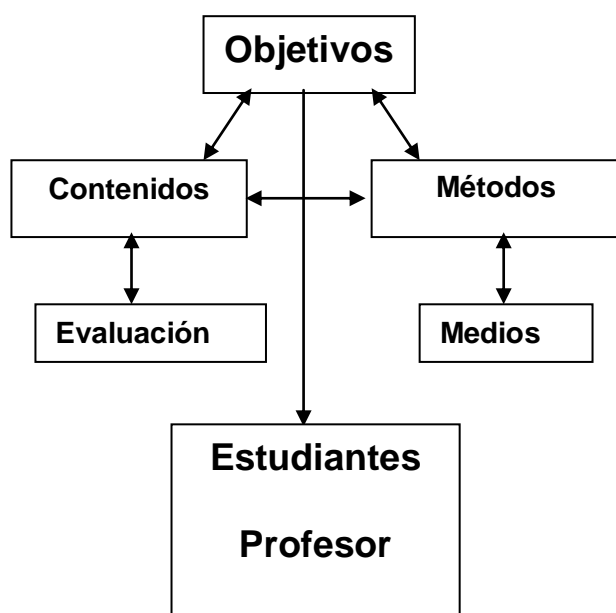 Objetivos
Contenidos
Métodos
Evaluación
Medios
Estudiantes
Profesor